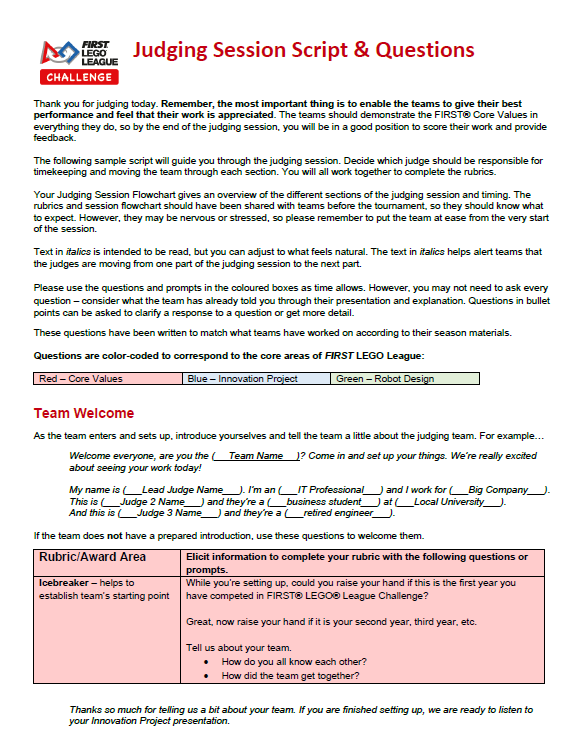 FIRST
LEGO
LEAGUE
CHALLENGE
Judging Session Script & Questions
Thank you for judging today. Remember, the most important thing is to enable the teams to give their best
performance and feel that their work is appreciated. The teams should demonstrate the FIRST® Core Values in
everything they do, so by the end of the judging session, you will be in a good position to score their work and provide
feedback.
The following sample script will guide you through the judging session. Decide which judge should be responsible for
timekeeping and moving the team through each section. You will all work together to complete the rubrics.
Your Judging Session Flowchart gives an overview of the different sections of the judging session and timing. The
rubrics and session flowchart should have been shared with teams before the tournament, so they should know what
to expect. However, they may be nervous or stressed, so please remember to put the team at ease from the very start
of the session.
Text in italics is intended to be read, but you can adjust to what feels natural. The text in italics helps alert teams that
the judges are moving from one part of the judging session to the next part.
Please use the questions and prompts in the coloured boxes as time allows. However, you may not need to ask every
question – consider what the team has already told you through their presentation and explanation. Questions in bullet
points can be asked to clarify a response to a question or get more detail.
These questions have been written to match what teams have worked on according to their season materials.
Questions are color-coded to correspond to the core areas of FIRST LEGO League:
Red – Core Values Blue – Innovation Project Green – Robot Design
Team Welcome
As the team enters and sets up, introduce yourselves and tell the team a little about the judging team. For example…
Welcome everyone, are you the (___Team Name___)? Come in and set up your things. We're really excited
about seeing your work today!
My name is (___Lead Judge Name___). I'm an (___IT Professional___) and I work for (___Big Company___).
This is (___Judge 2 Name___) and they're a (___business student___) at (___Local University___).
And this is (___Judge 3 Name___) and they're a (___retired engineer___).
If the team does not have a prepared introduction, use these questions to welcome them.
Rubric/Award Area
Elicit information to complete your rubric with the following questions or
prompts.
Icebreaker – helps to
establish team's starting point
While you're setting up, could you raise your hand if this is the first year you
have competed in FIRST® LEGO® League Challenge?
Great, now raise your hand if it is your second year, third year, etc.
Tell us about your team.
• How do you all know each other?
• How did the team get together?
Thanks so much for telling us a bit about your team. If you are finished setting up, we are ready to listen to
your Innovation Project presentation.